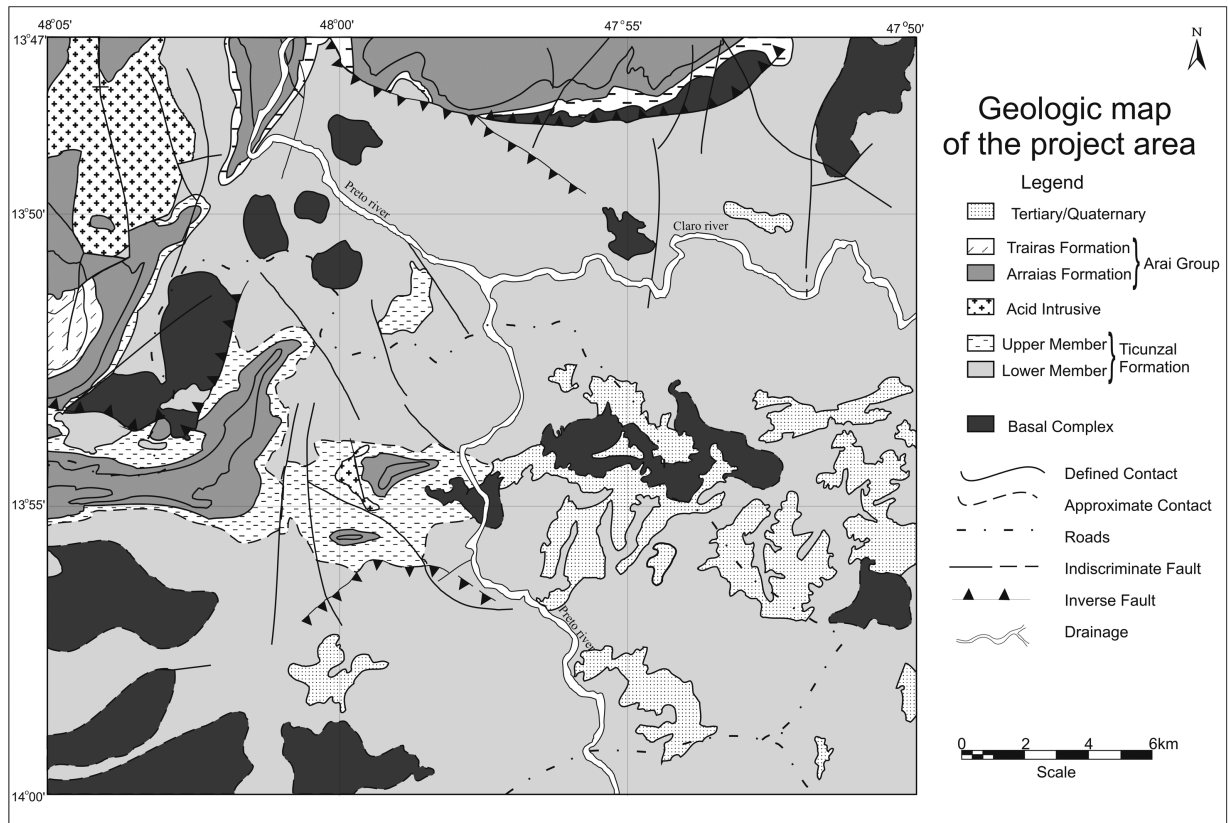 48°05'
48°00'
47°55'
47°50'
13°47'
13°50'
13°55'
14°00'
Preto river
Claro river
Preto river
N
Geologic map
of the project area
Legend
Tertiary/Quaternary
Trairas Formation
Arraias Formation
Arai Group
Acid Intrusive
Upper Member
Lower Member
Ticunzal
Formation
Basal Complex
Defined Contact
Approximate Contact
Roads
Indiscriminate Fault
Inverse Fault
Drainage
0 2 4 6km
Scale